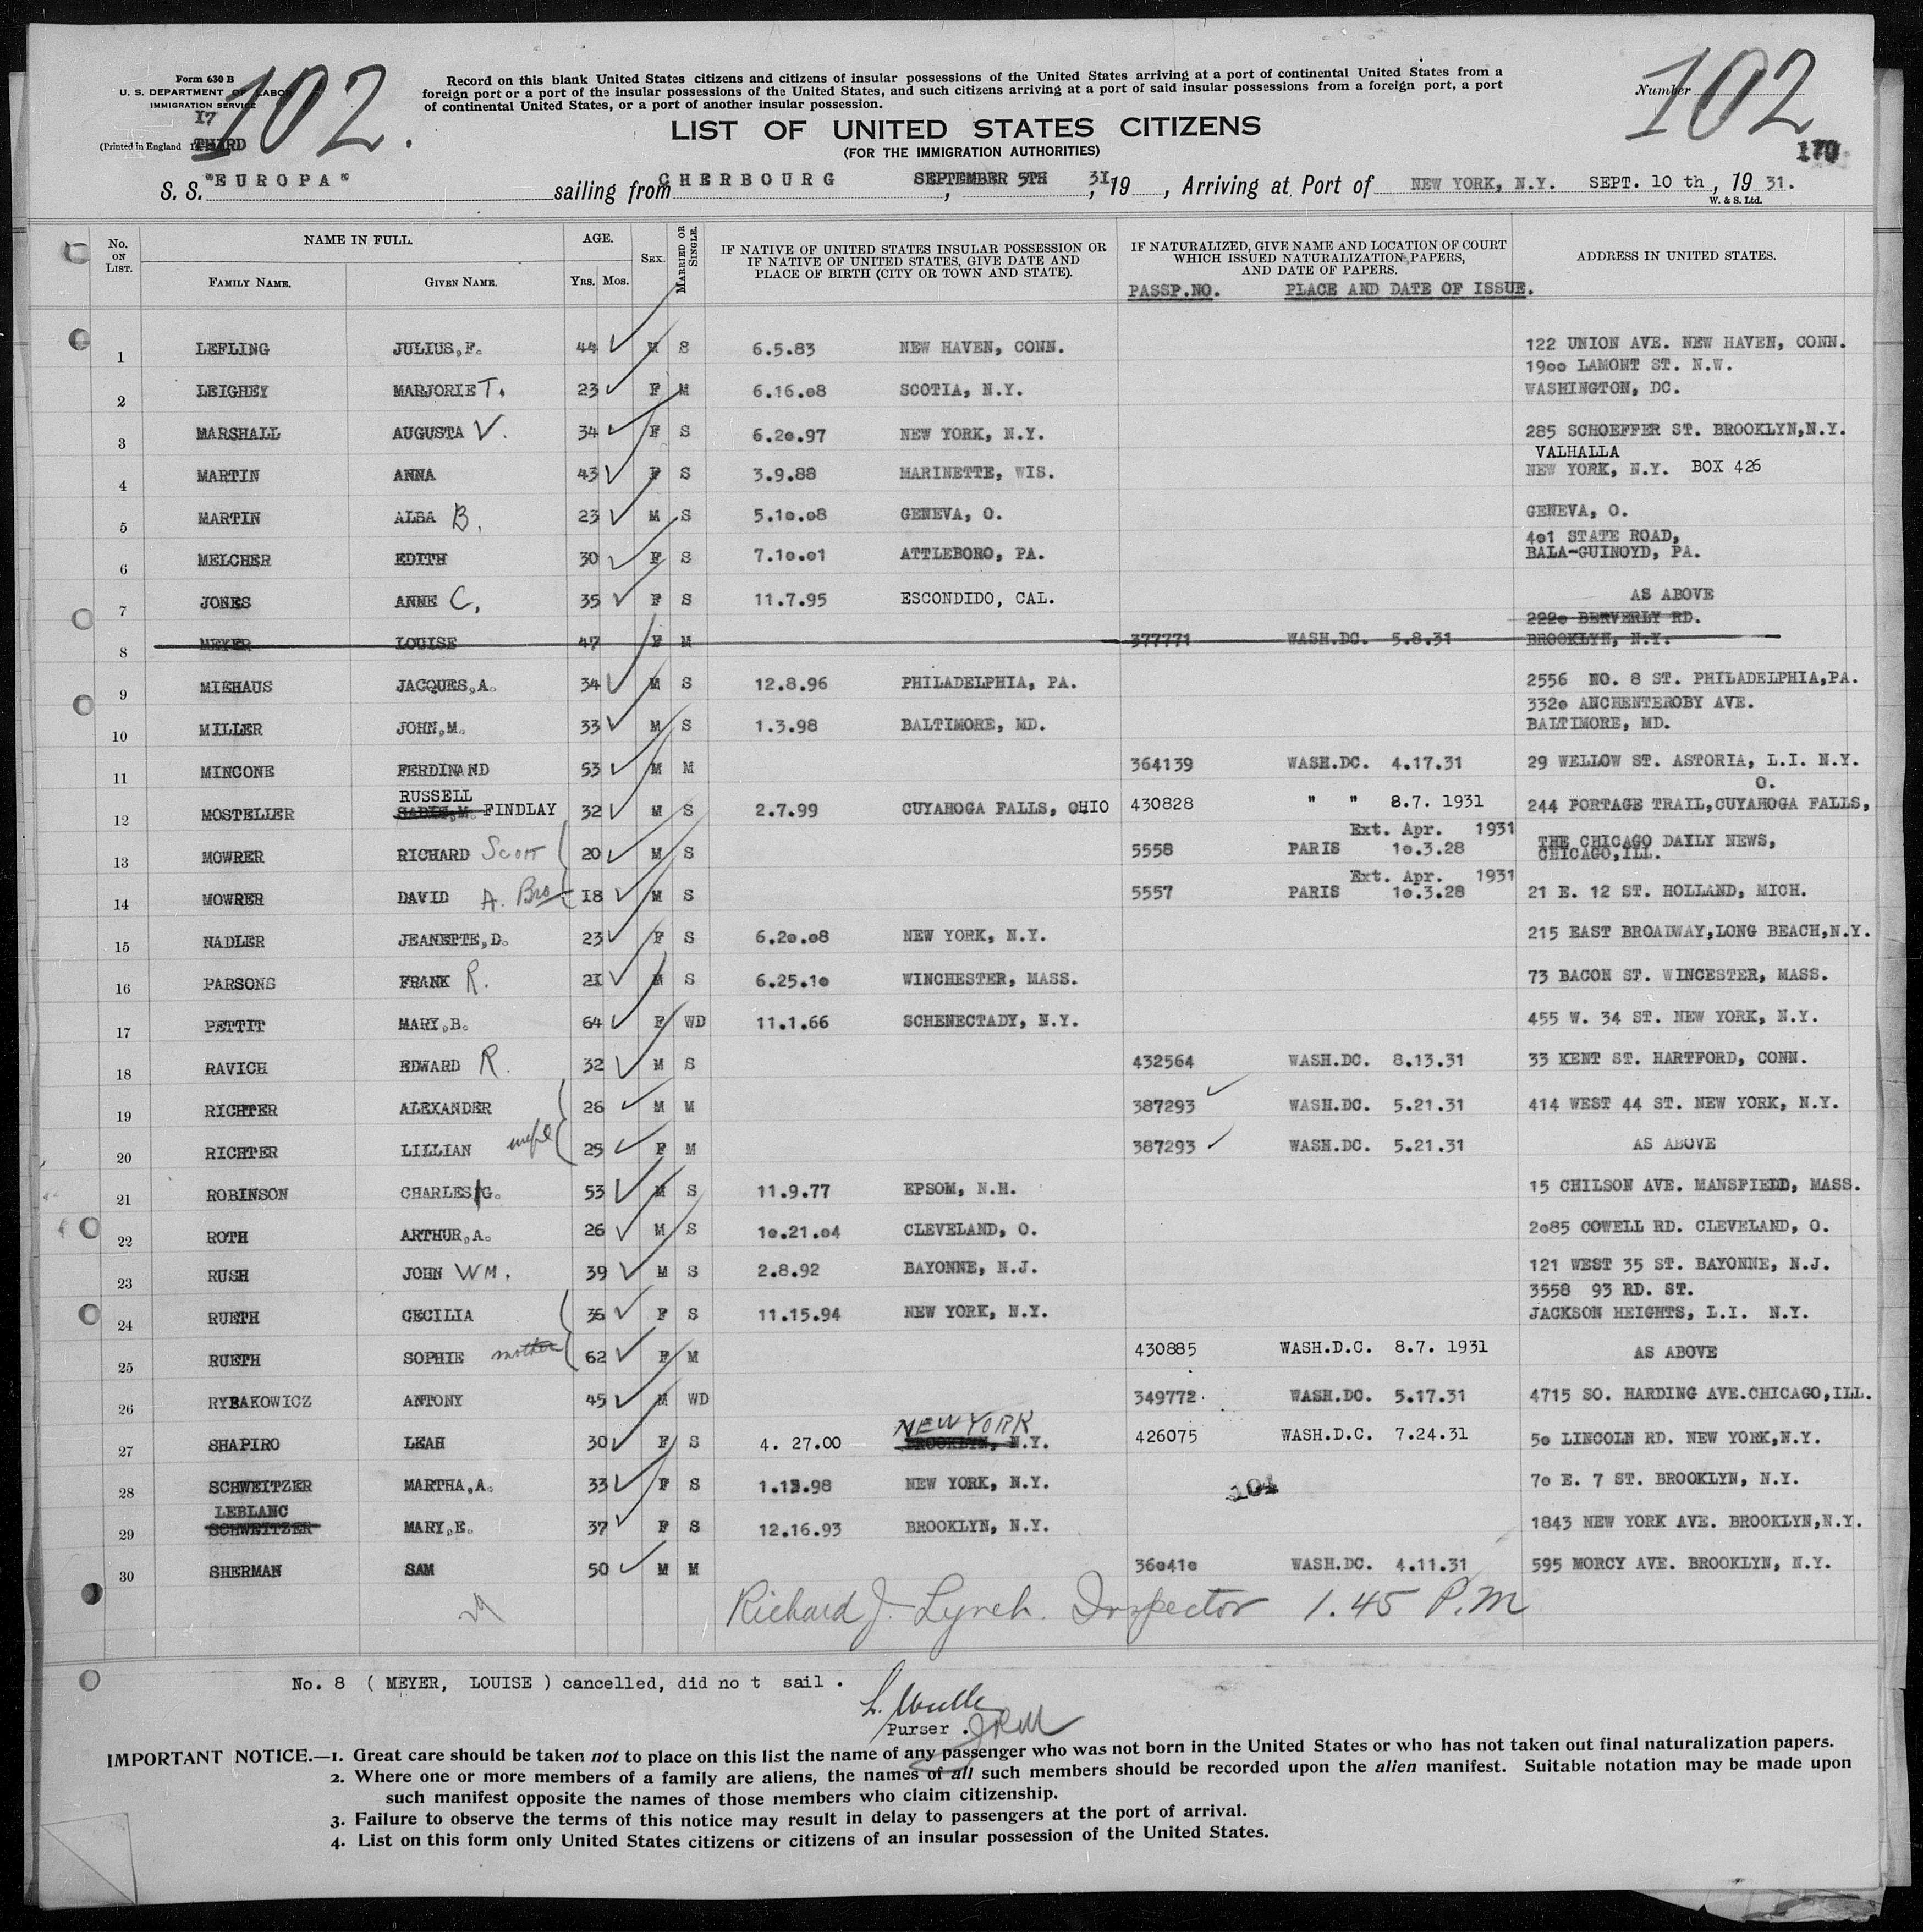 Form 630 B
U. S. DEPARTMENT OF LABOR
IMMIGRATION SERVICE
17
(Printed in England
THIRD
102.
Record on this blank United States citizens and citizens of insular possessions of the United States arriving at a port of continental United States from a
foreign port or a port of the insular possessions of the United States, and such citizens arriving at a port of said insular possessions from a foreign port, a port
of continental United States, or a port of another insular possession.
Number
102
170
LIST OF UNITED STATES CITIZENS
(FOR THE IMMIGRATION AUTHORITIES)
S. S. "EUROPA" sailing from CHERBOURG, SEPTEMBER 5TH, 31 19 , Arriving at Port of NEW YORK, N.Y. SEPT. 10 th, 19 31.
W. & S. Ltd.
No. ON LIST. NAME IN FULL. FAMILY NAME. GIVEN NAME. AGE. Yrs. Mos. SEX. MARRIED OR SINGLE. IF NATIVE OF UNITED STATES INSULAR POSSESSION OR IF NATIVE OF UNITED STATES, GIVE DATE AND PLACE OF BIRTH (CITY OR TOWN AND STATE). IF NATURALIZED, GIVE NAME AND LOCATION OF COURT WHICH ISSUED NATURALIZATION PAPERS, AND DATE OF PAPERS. ADDRESS IN UNITED STATES.
PASSP.NO. PLACE AND DATE OF ISSUE.
1 LEFLING JULIUS,F. 44 M S 6.5.83 NEW HAVEN, CONN. 122 UNION AVE. NEW HAVEN, CONN.
1900 LAMONT ST. N.W.
2 LEIGHEY MARJORIE T. 23 F M 6.16.08 SCOTIA, N.Y. WASHINGTON, DC.
3 MARSHALL AUGUSTA V. 34 F S 6.20.97 NEW YORK, N.Y. 285 SCHOEFFER ST. BROOKLYN,N.Y.
VALHALLA
4 MARTIN ANNA 43 F S 3.9.88 MARINETTE, WIS. NEW YORK, N.Y. BOX 426
5 MARTIN ALBA B. 23 M S 5.10.08 GENEVA, O. GENEVA, O.
401 STATE ROAD,
6 MELCHER EDITH 30 F S 7.10.01 ATTLEBORO, PA. BALA-GUINOYD, PA.
7 JONES ANNE C. 35 F S 11.7.95 ESCONDIDO, CAL. AS ABOVE
2220 BERVERLY RD.
8 MEYER LOUISE 47 F M 377771 WASH.DC. 5.8.31 BROOKLYN, N.Y.
9 MIEHAUS JACQUES,A. 34 M S 12.8.96 PHILADELPHIA, PA. 2556 NO. 8 ST. PHILADELPHIA,PA.
3320 ANCHENTEROBY AVE.
10 MILLER JOHN,M. 33 M S 1.3.98 BALTIMORE, MD. BALTIMORE, MD.
11 MINCONE FERDINAND 53 M M 364139 WASH.DC. 4.17.31 29 WELLOW ST. ASTORIA, L.I. N.Y.
RUSSELL O.
12 MOSTELLER FINDLAY 32 M S 2.7.99 CUYAHOGA FALLS, OHIO 430828 " " 8.7. 1931 244 PORTAGE TRAIL,CUYAHOGA FALLS,
Ext. Apr. 1931
13 MOWRER RICHARD Scott 20 M S 5558 PARIS 10.3.28 THE CHICAGO DAILY NEWS,
CHICAGO,ILL.
Ext. Apr. 1931
14 MOWRER DAVID A. Bro 18 M S 5557 PARIS 10.3.28 21 E. 12 ST. HOLLAND, MICH.
15 NADLER JEANETTE,D. 23 F S 6.20.08 NEW YORK, N.Y. 215 EAST BROADWAY,LONG BEACH,N.Y.
16 PARSONS FRANK R. 21 M S 6.25.10 WINCHESTER, MASS. 73 BACON ST. WINCESTER, MASS.
17 PETTIT MARY,B. 64 F WD 11.1.66 SCHENECTADY, N.Y. 455 W. 34 ST. NEW YORK, N.Y.
18 RAVICH EDWARD R. 32 M S 432564 WASH.DC. 8.13.31 33 KENT ST. HARTFORD, CONN.
19 RICHTER ALEXANDER 26 M M 387293 WASH.DC. 5.21.31 414 WEST 44 ST. NEW YORK, N.Y.
20 RICHTER LILLIAN wife 25 F M 387293 WASH.DC. 5.21.31 AS ABOVE
21 ROBINSON CHARLES G. 53 M S 11.9.77 EPSOM, N.H. 15 CHILSON AVE. MANSFIELD, MASS.
22 ROTH ARTHUR,A. 26 M S 10.21.04 CLEVELAND, O. 2085 COWELL RD. CLEVELAND, O.
23 RUSH JOHN WM. 39 M S 2.8.92 BAYONNE, N.J. 121 WEST 35 ST. BAYONNE, N.J.
3558 93 RD. ST.
24 RUETH CECILIA 36 F S 11.15.94 NEW YORK, N.Y. JACKSON HEIGHTS, L.I. N.Y.
25 RUETH SOPHIE mother 62 F M 430885 WASH.D.C. 8.7. 1931 AS ABOVE
26 RYBAKOWICZ ANTONY 45 M WD 349772. WASH.DC. 5.17.31 4715 SO. HARDING AVE.CHICAGO,ILL.
NEW YORK
27 SHAPIRO LEAH 30 F S 4. 27.00 BROOKLYN, N.Y. 426075 WASH.D.C. 7.24.31 50 LINCOLN RD. NEW YORK,N.Y.
28 SCHWEITZER MARTHA,A. 33 F S 1.13.98 NEW YORK, N.Y. 104 70 E. 7 ST. BROOKLYN, N.Y.
LEBLANC
29 SCHWEITZER MARY,E. 37 F S 12.16.93 BROOKLYN, N.Y. 1843 NEW YORK AVE. BROOKLYN,N.Y.
30 SHERMAN SAM 50 M M 360410 WASH.DC. 4.11.31 595 MORCY AVE. BROOKLYN, N.Y.
Richard J. Lynch. Inspector 1.45 P.M
No. 8 ( MEYER, LOUISE ) cancelled, did no t sail .
Purser .
IMPORTANT NOTICE.—1. Great care should be taken not to place on this list the name of any passenger who was not born in the United States or who has not taken out final naturalization papers.
2. Where one or more members of a family are aliens, the names of all such members should be recorded upon the alien manifest. Suitable notation may be made upon
such manifest opposite the names of those members who claim citizenship.
3. Failure to observe the terms of this notice may result in delay to passengers at the port of arrival.
4. List on this form only United States citizens or citizens of an insular possession of the United States.